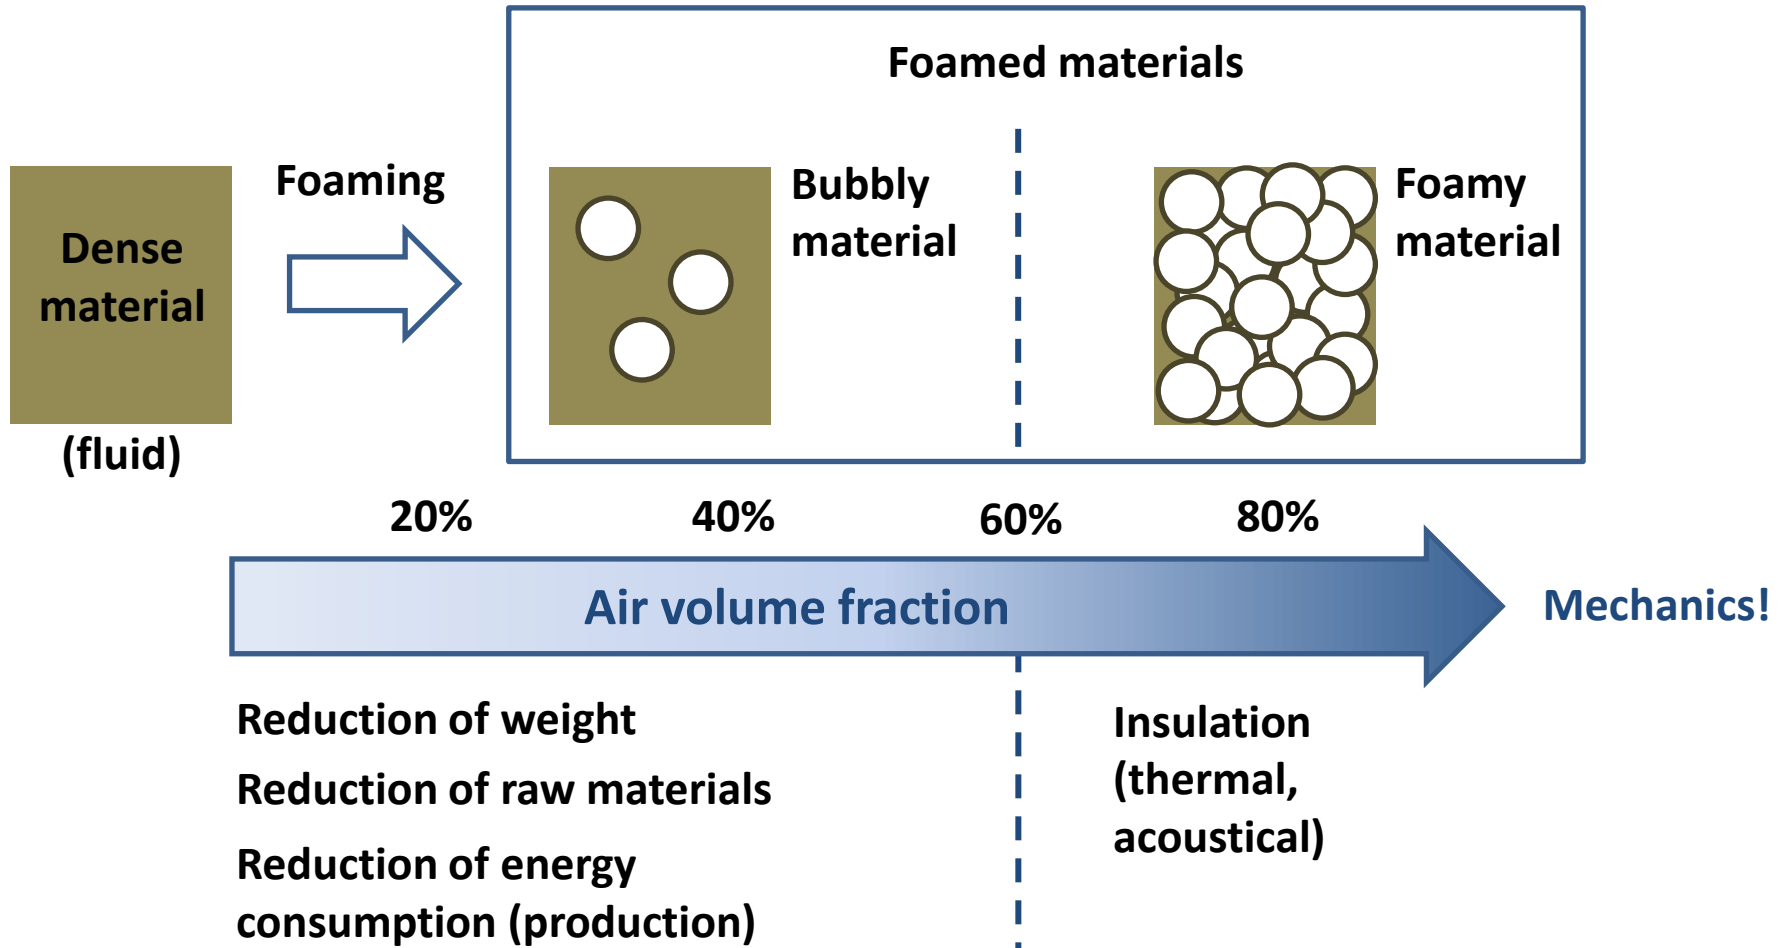 Foamed materials
Dense
material
(fluid)
Foaming
Bubbly
material
Foamy
material
20%
40%
60%
80%
Air volume fraction
Mechanics!
Reduction of weight
Reduction of raw materials
Reduction of energy
consumption (production)
Insulation
(thermal,
acoustical)